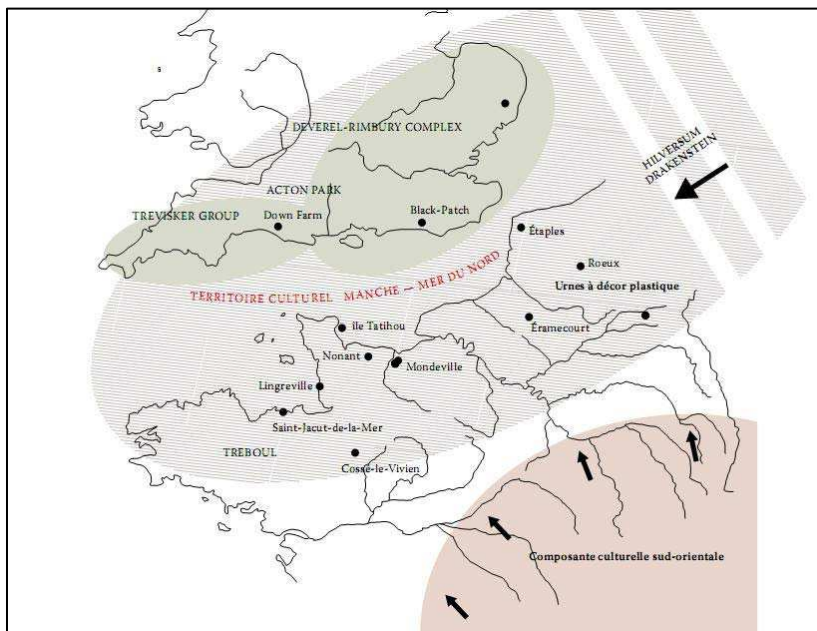 s
DEVEREL-RIMBURY COMPLEX
HILVERSUM
DRAKENSTEIN
ACTON PARK
TREVISKER GROUP
Down Farm
Black-Patch
Étaples
Roeux
Urnes à décor plastique
TERRITOIRE CULTUREL MANCHE — MER DU NORD
île Tatihou
Éramecourt
Nonant
Mondeville
Lingreville
Saint-Jacut-de-la-Mer
TREBOUL
Cossé-le-Vivien
Composante culturelle sud-orientale